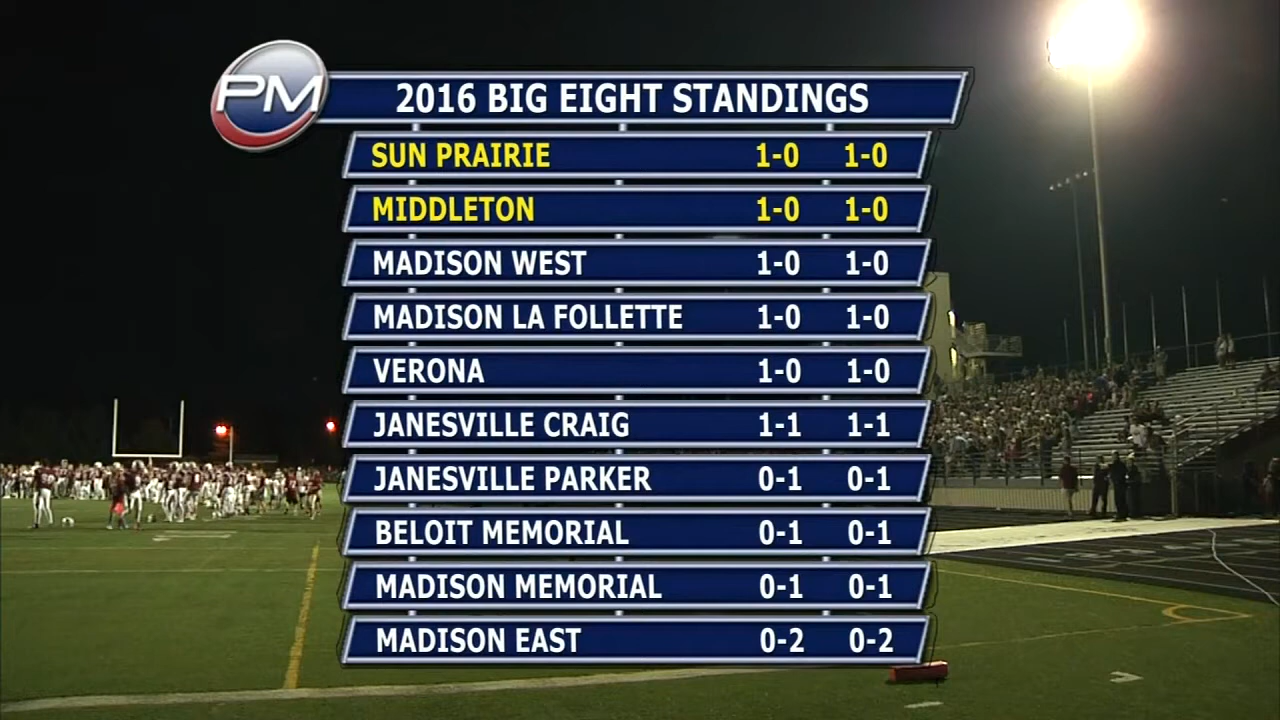 PM
2016 BIG EIGHT STANDINGS
SUN PRAIRIE 1-0 1-0
MIDDLETON 1-0 1-0
MADISON WEST 1-0 1-0
MADISON LA FOLLETTE 1-0 1-0
VERONA 1-0 1-0
JANESVILLE CRAIG 1-1 1-1
JANESVILLE PARKER 0-1 0-1
BELOIT MEMORIAL 0-1 0-1
MADISON MEMORIAL 0-1 0-1
MADISON EAST 0-2 0-2